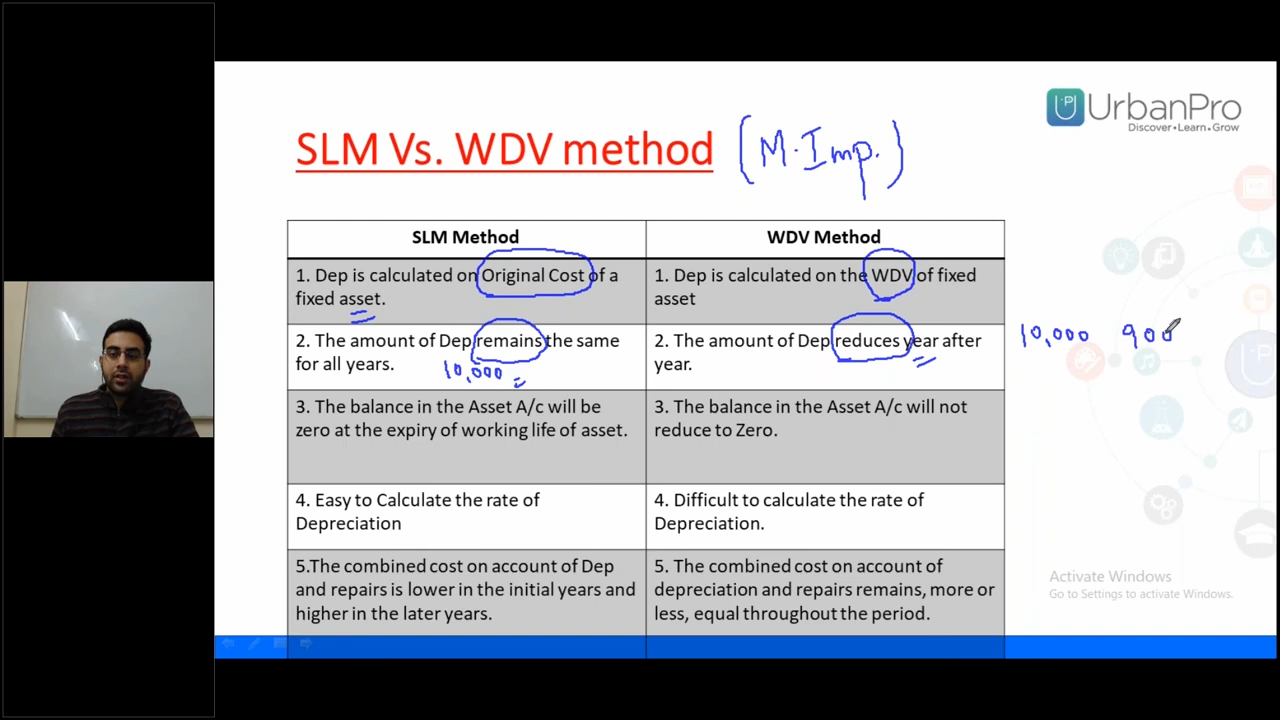 UrbanPro
Discover • Learn • Grow
SLM Vs. WDV method (M. Imp.)
SLM Method
WDV Method
1. Dep is calculated on Original Cost of a
fixed asset.
1. Dep is calculated on the WDV of fixed
asset
2. The amount of Dep remains the same
for all years.
10,000
2. The amount of Dep reduces year after
year.
10,000 900
3. The balance in the Asset A/c will be
zero at the expiry of working life of asset.
3. The balance in the Asset A/c will not
reduce to Zero.
4. Easy to Calculate the rate of
Depreciation
4. Difficult to calculate the rate of
Depreciation.
5.The combined cost on account of Dep
and repairs is lower in the initial years and
higher in the later years.
5. The combined cost on account of
depreciation and repairs remains, more or
less, equal throughout the period.
Activate Windows
Go to Settings to activate Windows.